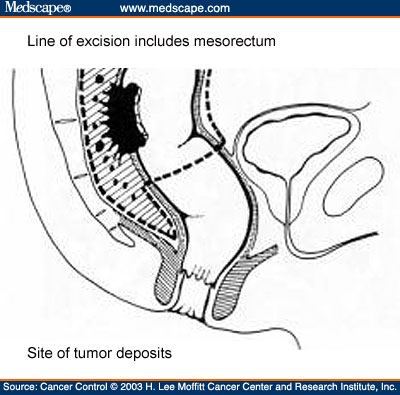 Medscape® www.medscape.com
Line of excision includes mesorectum
Site of tumor deposits
Source: Cancer Control © 2003 H. Lee Moffitt Cancer Center and Research Institute, Inc.